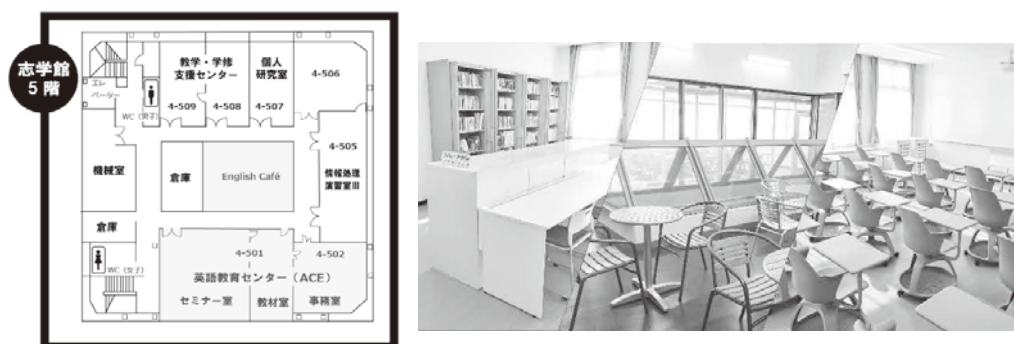 志学館
5階
エレ
ベーター
WC（男子）
教学・学修
支援センター
4-509
4-508
個人
研究室
4-507
4-506
4-505
情報処理
演習室Ⅲ
機械室
倉庫
English Café
倉庫
WC（女子）
4-501
4-502
英語教育センター（ACE）
セミナー室
教材室
事務室